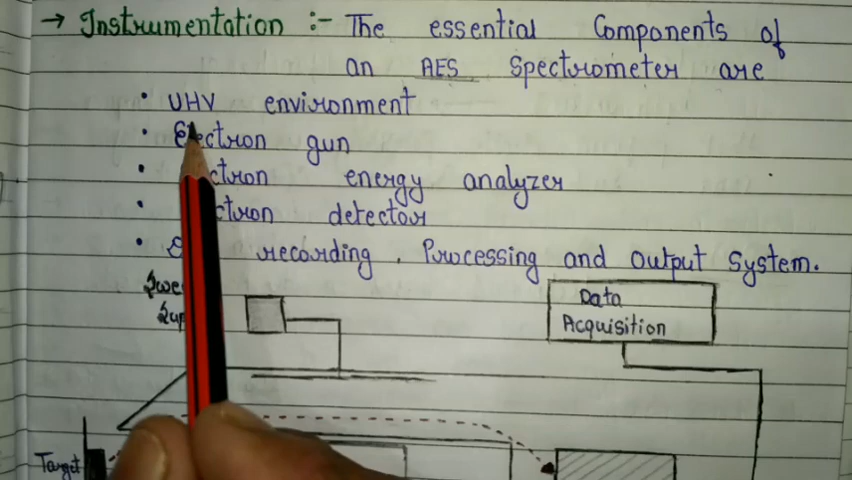 → Instrumentation :- The essential Components of
an AES Spectrometer are
• UHV environment
• Electron gun
• energy analyzer
• detector
• recording, Processing and output System.
Data
Acquisition
Target